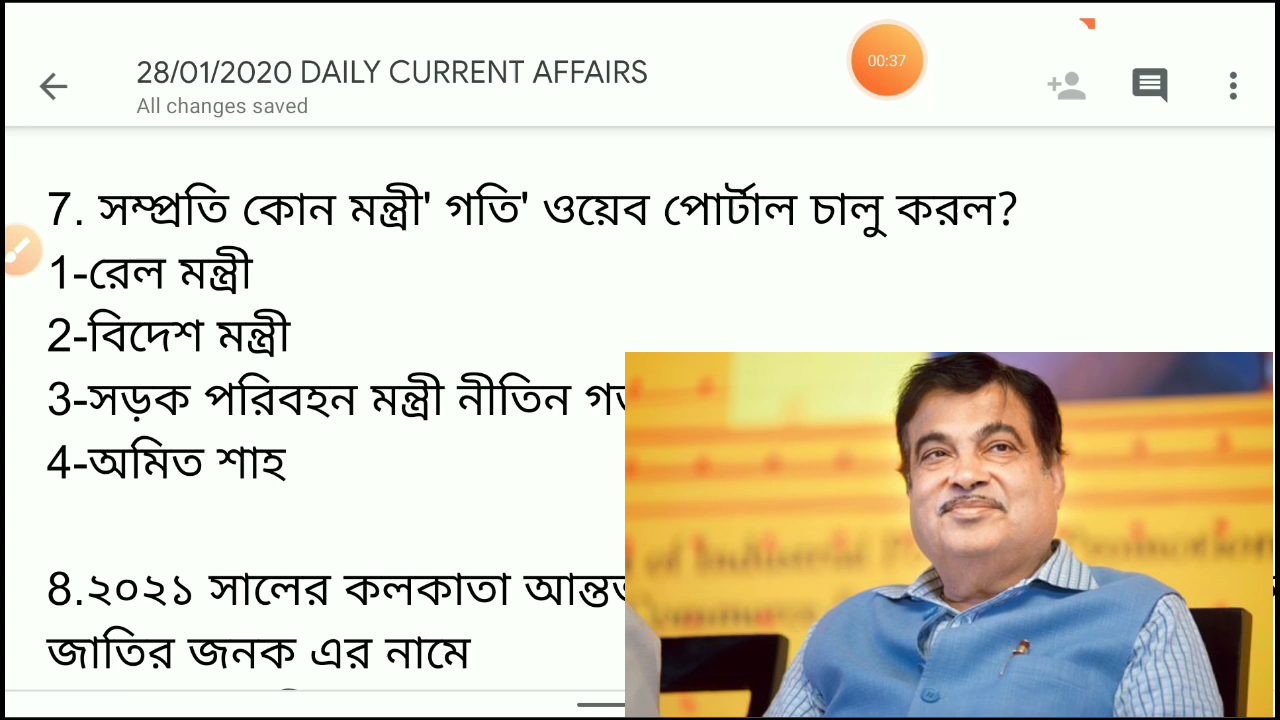 28/01/2020 DAILY CURRENT AFFAIRS
00:37
All changes saved
7. সম্প্রতি কোন মন্ত্রী' গতি' ওয়েব পোর্টাল চালু করল?
1-রেল মন্ত্রী
2-বিদেশ মন্ত্রী
3-সড়ক পরিবহন মন্ত্রী নীতিন
4-অমিত শাহ
8.২০২১ সালের কলকাতা
জাতির জনক এর নামে